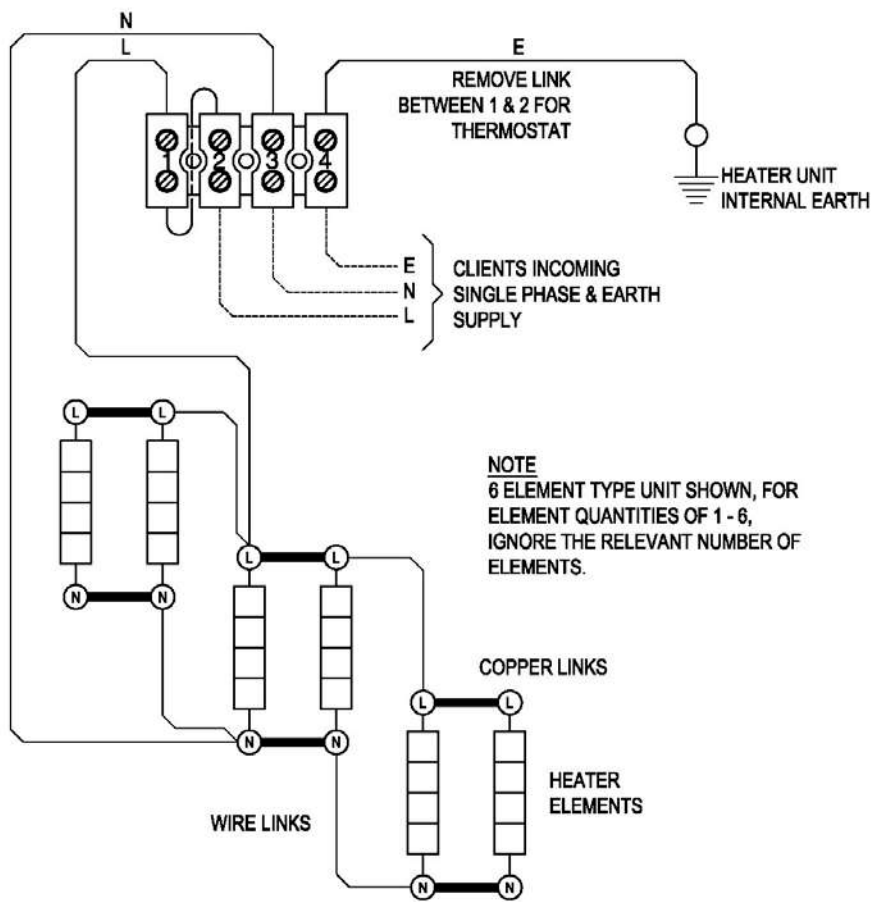 N
L
E
REMOVE LINK
BETWEEN 1 & 2 FOR
THERMOSTAT
1 2 3 4
HEATER UNIT
INTERNAL EARTH
E
N
L
CLIENTS INCOMING
SINGLE PHASE & EARTH
SUPPLY
L L
N N
NOTE
6 ELEMENT TYPE UNIT SHOWN, FOR
ELEMENT QUANTITIES OF 1 - 6,
IGNORE THE RELEVANT NUMBER OF
ELEMENTS.
L L
N N
COPPER LINKS
L L
HEATER
ELEMENTS
WIRE LINKS
N N